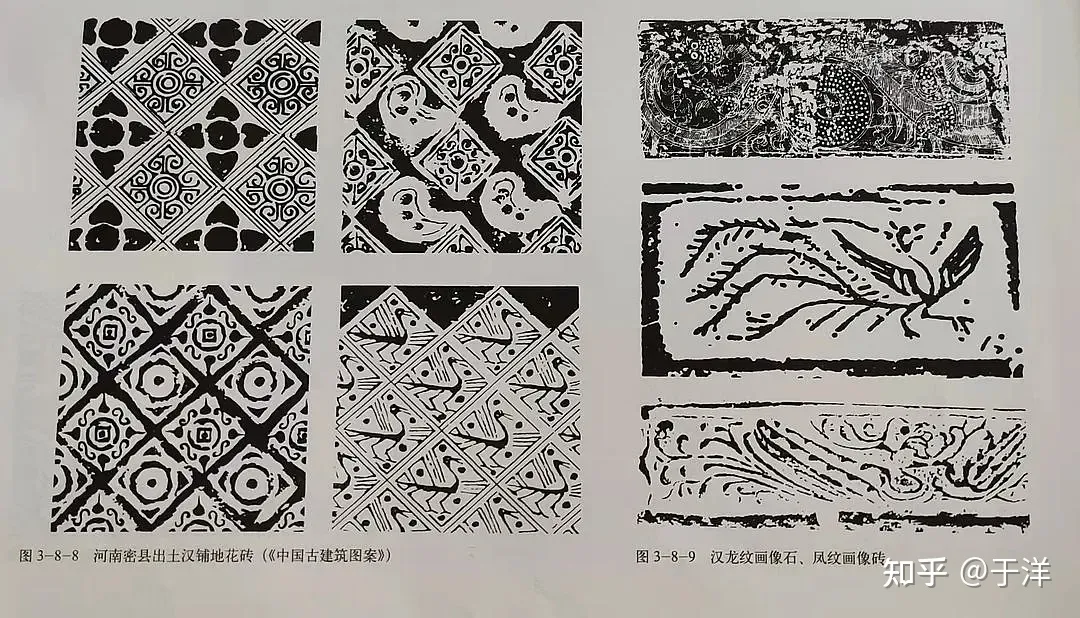 图 3-8-8 河南密县出土汉铺地花砖(《中国古建筑图案》)
图 3-8-9 汉龙纹画像石、凤纹画像砖
知乎 @于洋